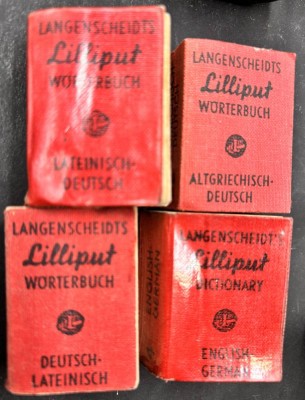 LANGENSCHEIDTS
Lilliput
WÖRTERBUCH
LATEINISCH-
DEUTSCH
LANGENSCHEIDTS
Lilliput
WÖRTERBUCH
ALTGRIECHISCH-
DEUTSCH
LANGENSCHEIDTS
Lilliput
WÖRTERBUCH
DEUTSCH-
LATEINISCH
ENGLISH-
GERMAN
LANGENSCHEIDT'S
Lilliput
DICTIONARY
ENGLISH-
GERMAN